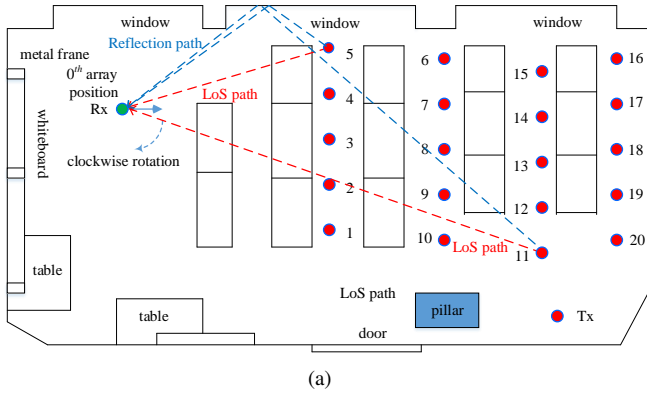 window
window
window
Reflection path
metal frane
0th array
position
Rx
LoS path
clockwise rotation
whiteboard
5
4
3
2
1
6
7
8
9
10
15
14
13
12
11
16
17
18
19
20
LoS path
table
LoS path
table
pillar
Tx
door
(a)